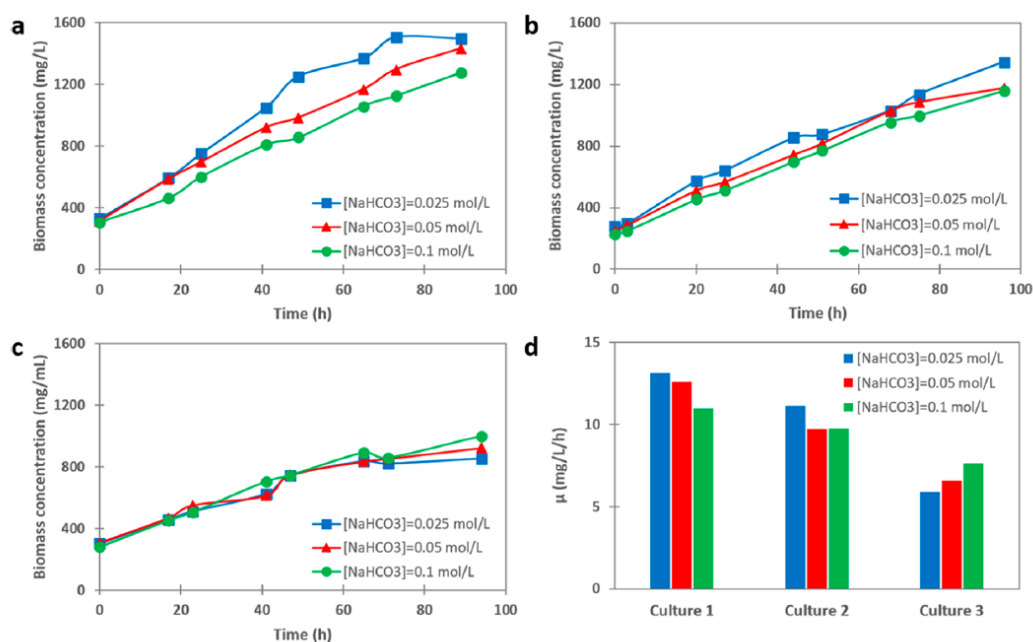 a
Biomass concentration (mg/L)
1600
1200
800
400
0
[NaHCO3]=0.025 mol/L
[NaHCO3]=0.05 mol/L
[NaHCO3]=0.1 mol/L
0 20 40 60 80 100
Time (h)
b
Biomass concentration (mg/L)
1600
1200
800
400
0
[NaHCO3]=0.025 mol/L
[NaHCO3]=0.05 mol/L
[NaHCO3]=0.1 mol/L
0 20 40 60 80 100
Time (h)
c
Biomass concentration (mg/mL)
1600
1200
800
400
0
[NaHCO3]=0.025 mol/L
[NaHCO3]=0.05 mol/L
[NaHCO3]=0.1 mol/L
0 20 40 60 80 100
Time (h)
d
μ (mg/L/h)
15
10
5
0
[NaHCO3]=0.025 mol/L
[NaHCO3]=0.05 mol/L
[NaHCO3]=0.1 mol/L
Culture 1 Culture 2 Culture 3